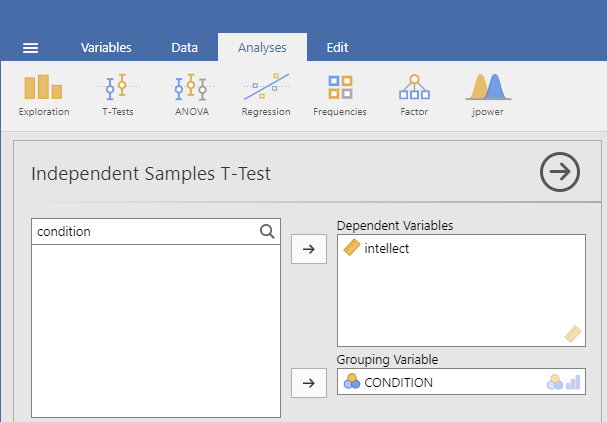 Variables Data Analyses Edit
Exploration T-Tests ANOVA Regression Frequencies Factor jpower
Independent Samples T-Test
condition
Dependent Variables
intellect
Grouping Variable
CONDITION